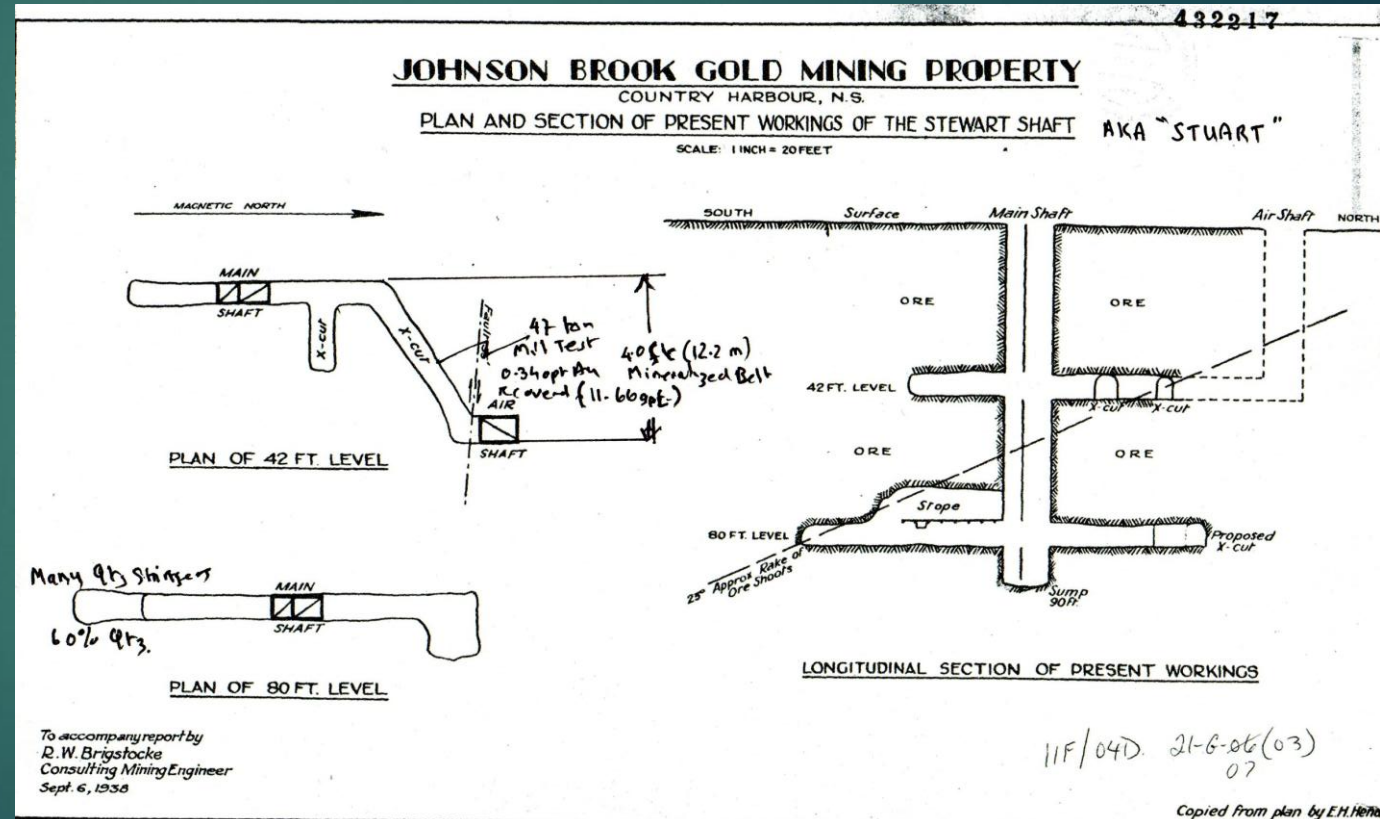 432217
JOHNSON BROOK GOLD MINING PROPERTY
COUNTRY HARBOUR, N.S.
PLAN AND SECTION OF PRESENT WORKINGS OF THE STEWART SHAFT AKA "STUART"
SCALE: 1 INCH = 20 FEET
MAGNETIC NORTH
MAIN
SHAFT
X-cut
X-cut
Faulting
47 ton
Mill Test
0.34opt Au
Recovered (11.66gpt)
40ft (12.2 m)
Mineralized Belt
AIR
SHAFT
PLAN OF 42 FT. LEVEL
Many Qtz Stringers
60% Qtz.
MAIN
SHAFT
PLAN OF 80 FT. LEVEL
To accompany report by
R.W. Brigstocke
Consulting Mining Engineer
Sept. 6, 1938
SOUTH Surface Main Shaft Air Shaft NORTH
ORE ORE
42 FT. LEVEL
X-cut X-cut
ORE ORE
Stope
80 FT. LEVEL
Proposed
X-cut
25° Approx Rake of
Ore Shoots
Sump
90 Ft.
LONGITUDINAL SECTION OF PRESENT WORKINGS
11F/04D. 21-G-06(03)
07
Copied from plan by E.H.